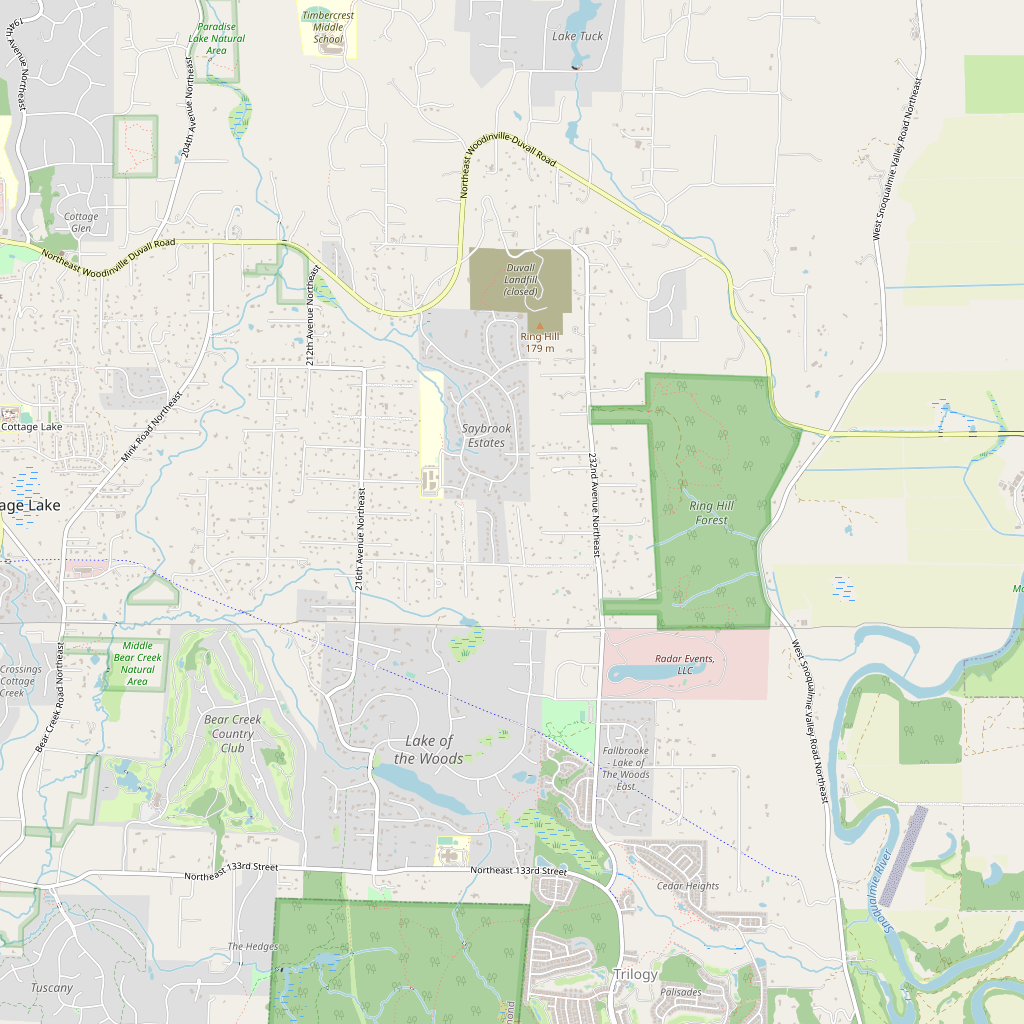 194th Avenue Northeast
Paradise
Lake Natural
Area
Timbercrest
Middle
School
Lake Tuck
204th Avenue Northeast
Northeast Woodinville-Duvall Road
West Snoqualmie Valley Road Northeast
Cottage
Glen
Northeast Woodinville Duvall Road
212th Avenue Northeast
Duvall
Landfill
(closed)
Ring Hill
179 m
Mink Road Northeast
Cottage Lake
Saybrook
Estates
232nd Avenue Northeast
age Lake
216th Avenue Northeast
Ring Hill
Forest
Middle
Bear Creek
Natural
Area
Crossings
Cottage
Creek
Bear Creek Road Northeast
Radar Events,
LLC
West Snoqualmie Valley Road Northeast
Bear Creek
Country
Club
Lake of
the Woods
Fallbrooke
- Lake of
The Woods
East
Northeast 133rd Street
Northeast 133rd Street
Cedar Heights
Snoqualmie River
The Hedges
Tuscany
Trilogy
Palisades
mond